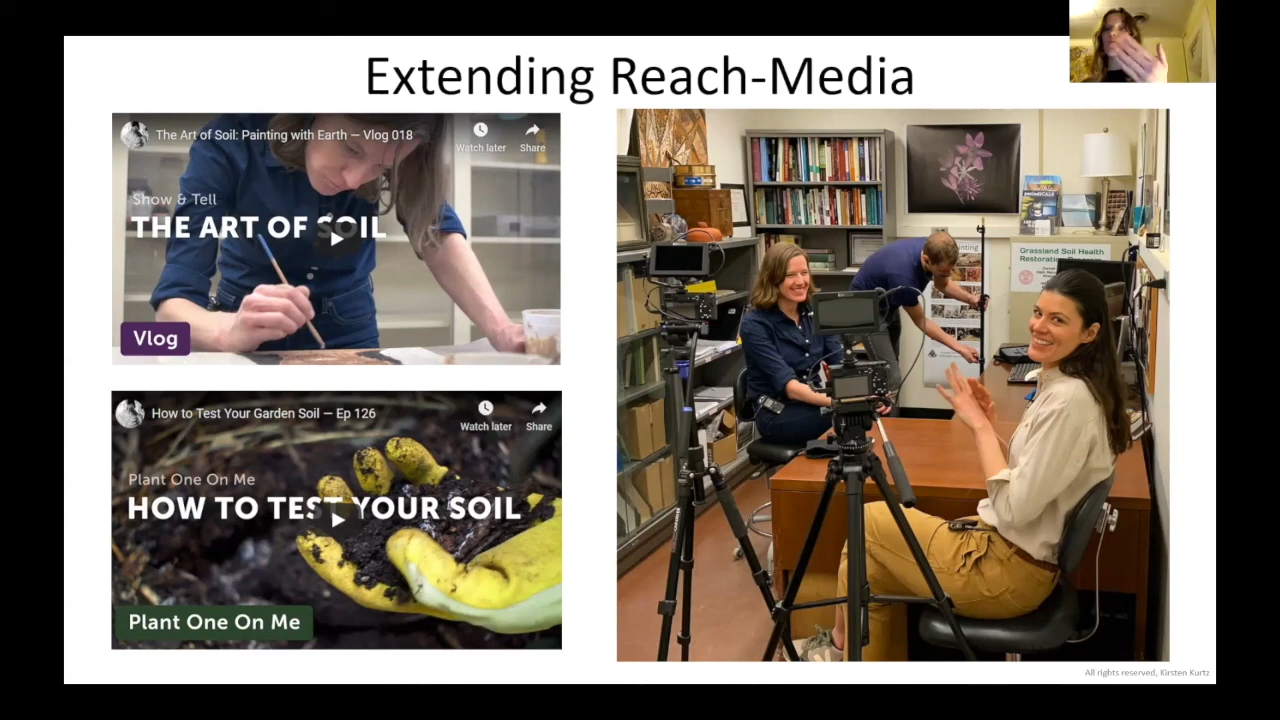 Extending Reach-Media
The Art of Soil: Painting with Earth — Vlog 018
Watch later
Share
Show & Tell
THE ART OF SOIL
Vlog
How to Test Your Garden Soil — Ep 126
Watch later
Share
Plant One On Me
HOW TO TEST YOUR SOIL
Plant One On Me
Grassland Soil Health
All rights reserved, Kirsten Kurtz